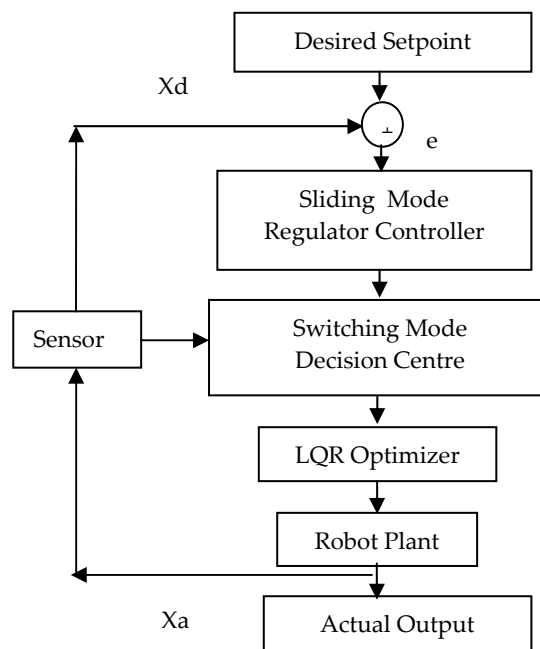 Desired Setpoint
Xd
e
Sliding Mode
Regulator Controller
Switching Mode
Decision Centre
Sensor
LQR Optimizer
Robot Plant
Xa
Actual Output